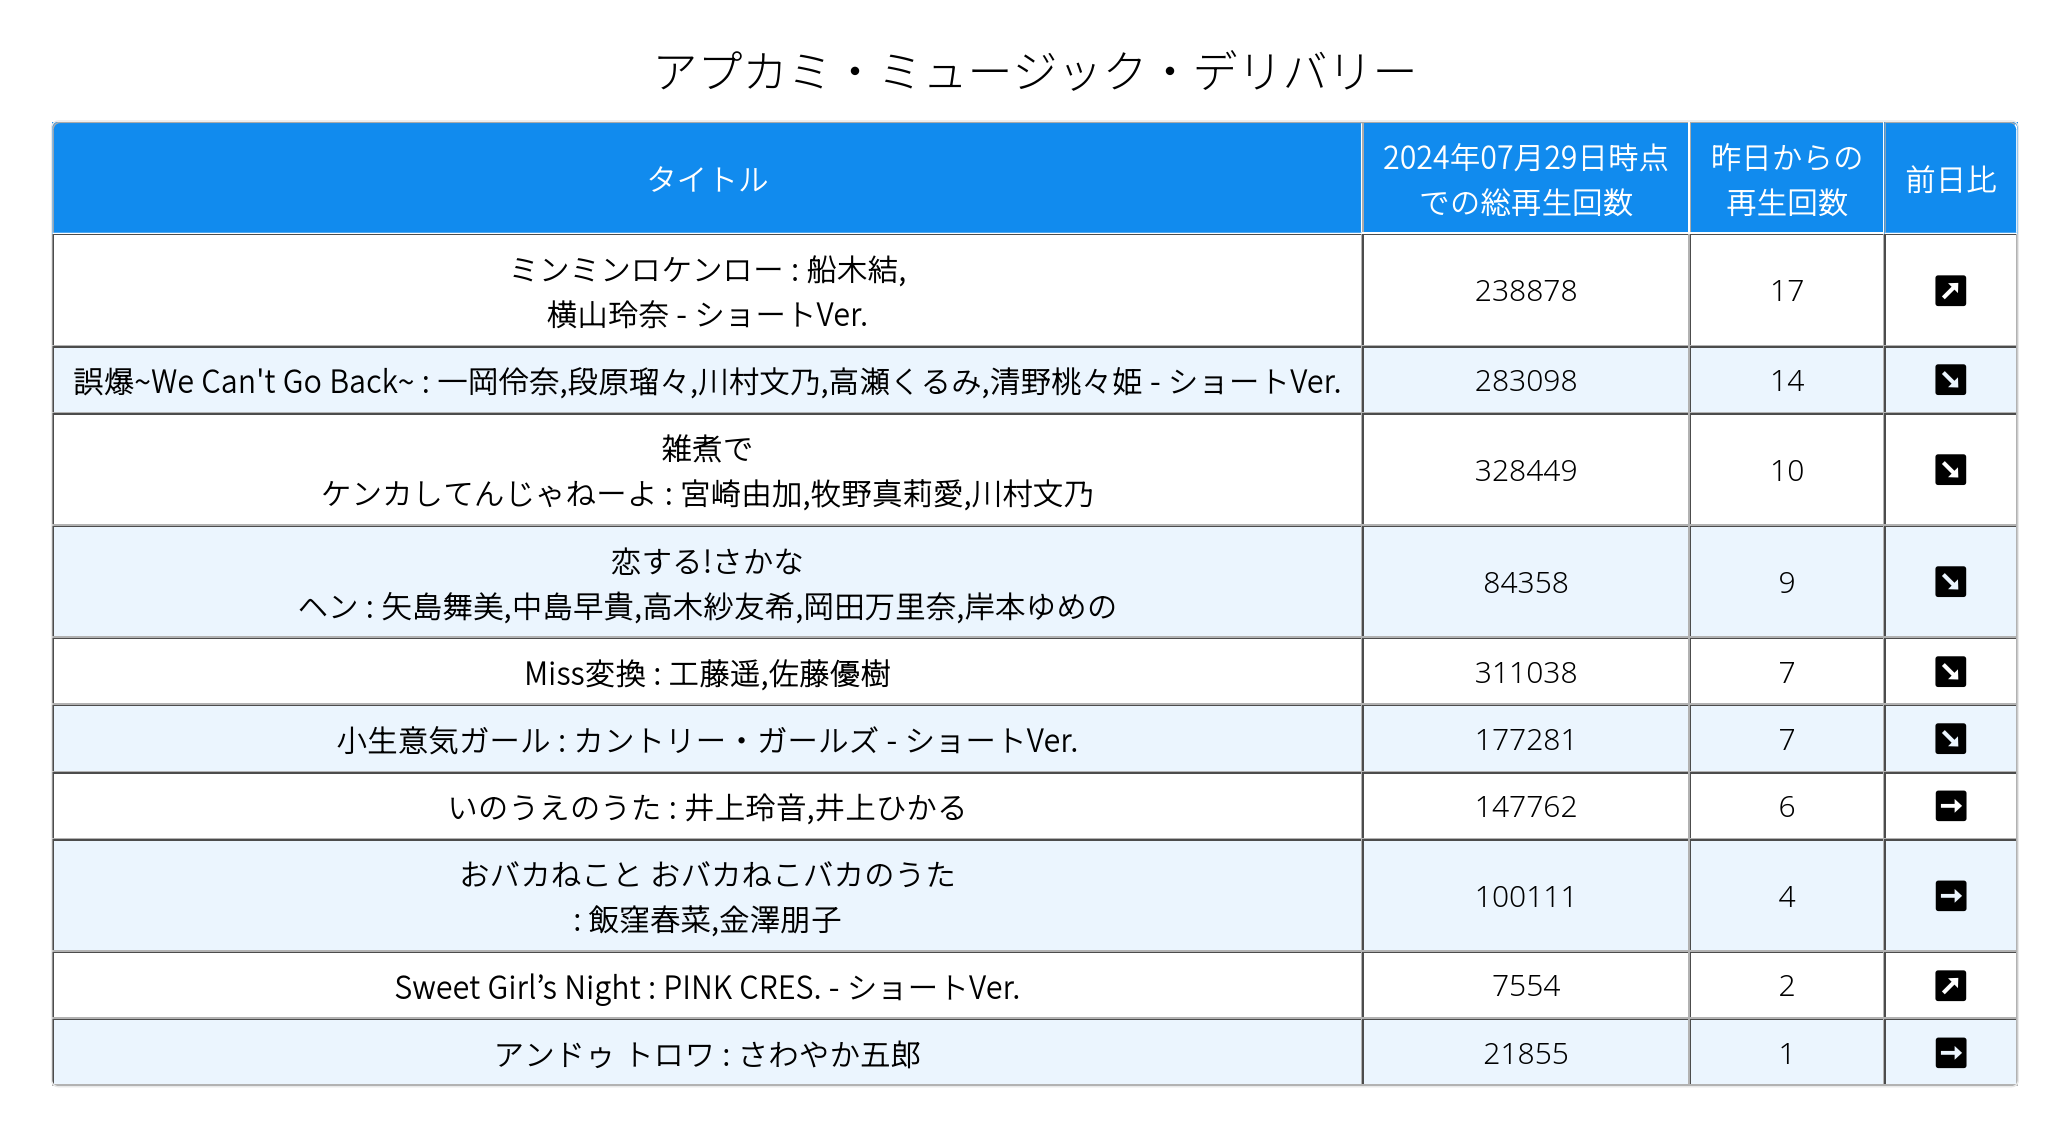 アプカミ・ミュージック・デリバリー
タイトル
2024年07月29日時点
での総再生回数
昨日からの
再生回数
前日比
ミンミンロケンロー : 船木結,
横山玲奈 - ショートVer.
238878
17
誤爆~We Can't Go Back~ : 一岡伶奈,段原瑠々,川村文乃,高瀬くるみ,清野桃々姫 - ショートVer.
283098
14
雑煮で
ケンカしてんじゃねーよ : 宮崎由加,牧野真莉愛,川村文乃
328449
10
恋する!さかな
ヘン : 矢島舞美,中島早貴,高木紗友希,岡田万里奈,岸本ゆめの
84358
9
Miss変換 : 工藤遥,佐藤優樹
311038
7
小生意気ガール : カントリー・ガールズ - ショートVer.
177281
7
いのうえのうた : 井上玲音,井上ひかる
147762
6
おバカねこと おバカねこバカのうた
: 飯窪春菜,金澤朋子
100111
4
Sweet Girl’s Night : PINK CRES. - ショートVer.
7554
2
アンドゥ トロワ : さわやか五郎
21855
1